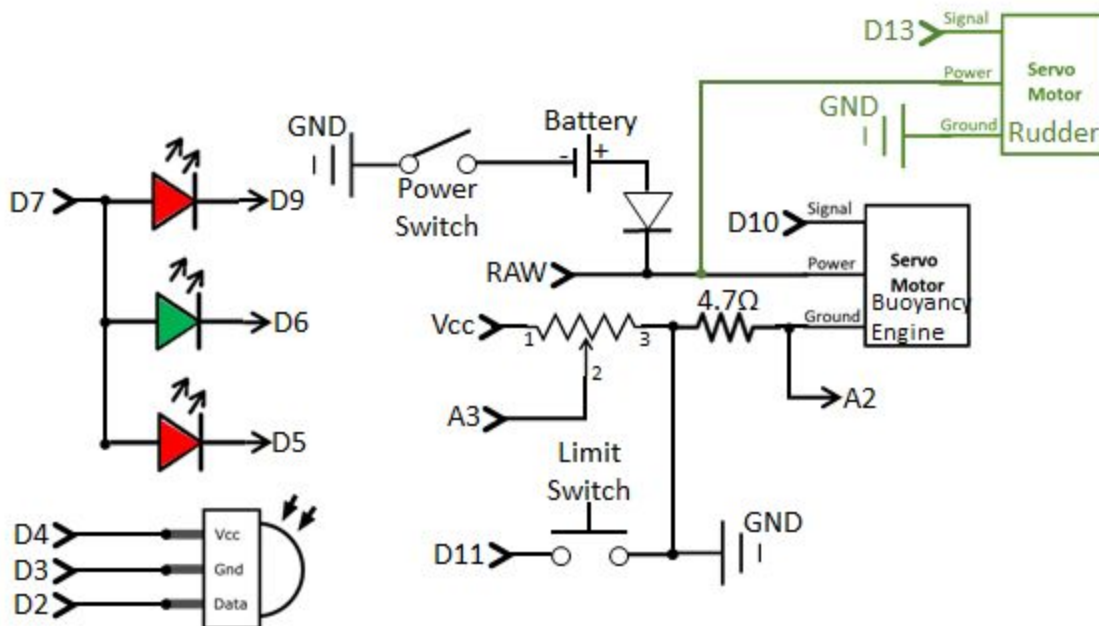 D13
Signal
Power
Servo
Motor
GND
Ground
Rudder
GND
Battery
- +
Power
Switch
D7
D9
D10
Signal
RAW
Power
Servo
Motor
Buoyancy
Engine
D6
Vcc
1
3
2
4.7Ω
Ground
A3
A2
D5
Limit
Switch
D4
Vcc
D3
Gnd
D2
Data
D11
GND